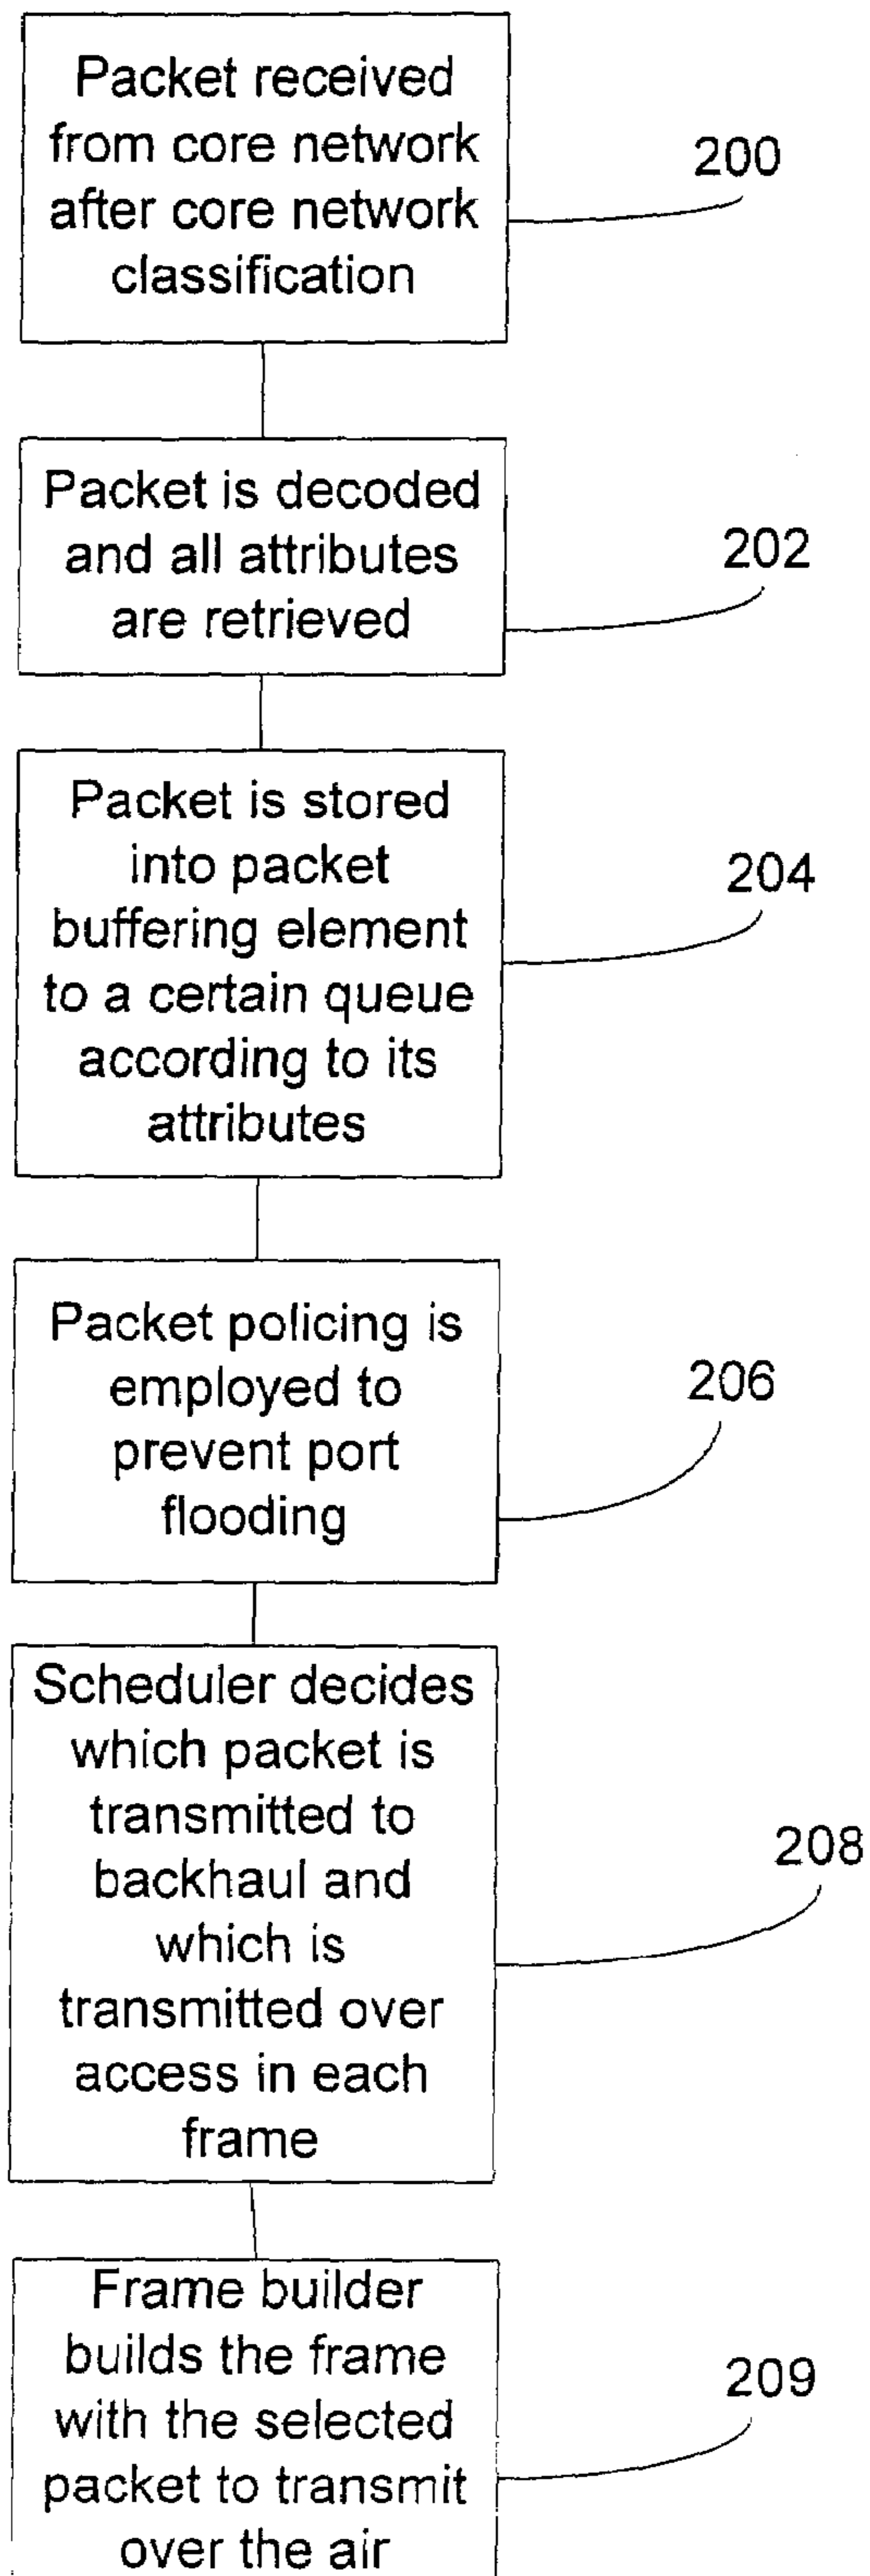 Packet received
from core network
after core network
classification
200
Packet is decoded
and all attributes
are retrieved
202
Packet is stored
into packet
buffering element
to a certain queue
according to its
attributes
204
Packet policing is
employed to
prevent port
flooding
206
Scheduler decides
which packet is
transmitted to
backhaul and
which is
transmitted over
access in each
frame
208
Frame builder
builds the frame
with the selected
packet to transmit
over the air
209